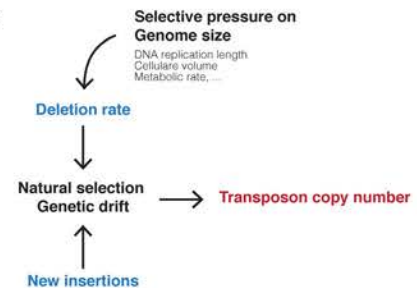 Selective pressure on
Genome size
DNA replication length
Cellulare volume
Metabolic rate, ...
Deletion rate
Natural selection
Genetic drift
Transposon copy number
New insertions